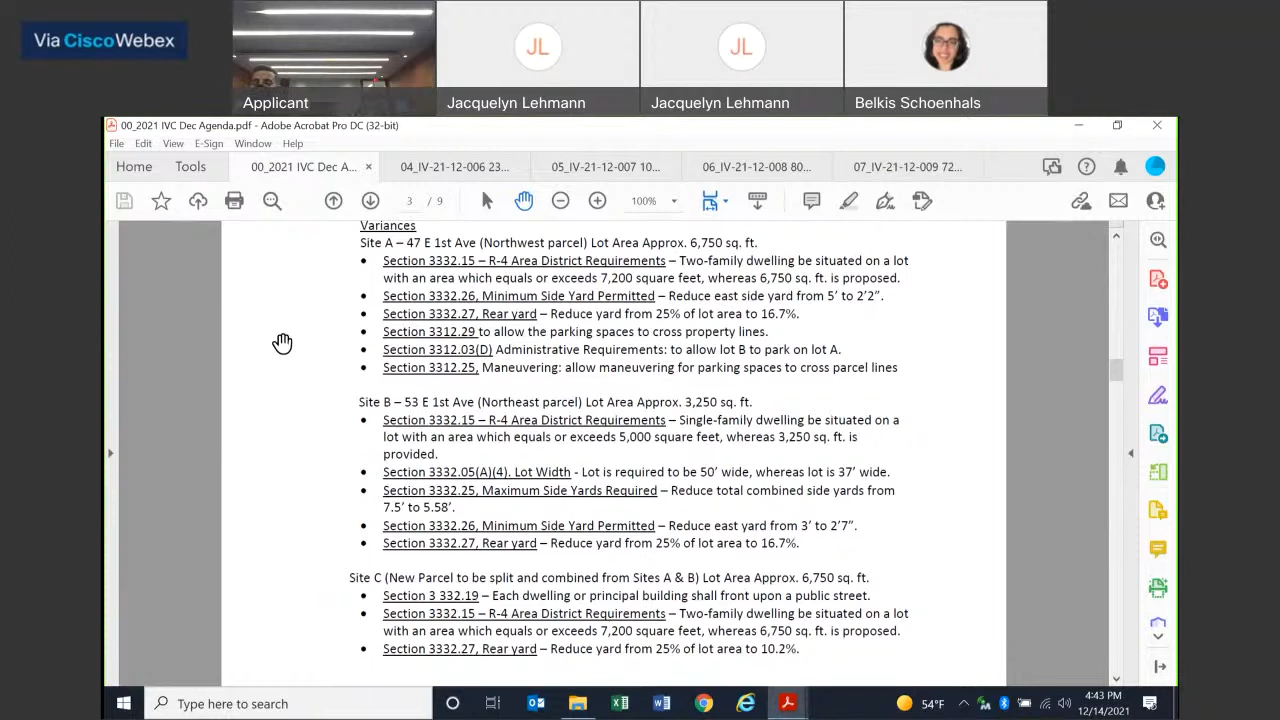 Via Cisco Webex
JL
JL
Applicant
Jacquelyn Lehmann
Jacquelyn Lehmann
Belkis Schoenhals
00_2021 IVC Dec Agenda.pdf - Adobe Acrobat Pro DC (32-bit)
File Edit View E-Sign Window Help
Home Tools 00_2021 IVC Dec A... 04_IV-21-12-006 23... 05_IV-21-12-007 10... 06_IV-21-12-008 80... 07_IV-21-12-009 72...
3 / 9 100%
Variances
Site A – 47 E 1st Ave (Northwest parcel) Lot Area Approx. 6,750 sq. ft.
• Section 3332.15 – R-4 Area District Requirements – Two-family dwelling be situated on a lot
with an area which equals or exceeds 7,200 square feet, whereas 6,750 sq. ft. is proposed.
• Section 3332.26, Minimum Side Yard Permitted – Reduce east side yard from 5’ to 2’2”.
• Section 3332.27, Rear yard – Reduce yard from 25% of lot area to 16.7%.
• Section 3312.29 to allow the parking spaces to cross property lines.
• Section 3312.03(D) Administrative Requirements: to allow lot B to park on lot A.
• Section 3312.25, Maneuvering: allow maneuvering for parking spaces to cross parcel lines
Site B – 53 E 1st Ave (Northeast parcel) Lot Area Approx. 3,250 sq. ft.
• Section 3332.15 – R-4 Area District Requirements – Single-family dwelling be situated on a
lot with an area which equals or exceeds 5,000 square feet, whereas 3,250 sq. ft. is
provided.
• Section 3332.05(A)(4). Lot Width - Lot is required to be 50’ wide, whereas lot is 37’ wide.
• Section 3332.25, Maximum Side Yards Required – Reduce total combined side yards from
7.5’ to 5.58’.
• Section 3332.26, Minimum Side Yard Permitted – Reduce east yard from 3’ to 2’7”.
• Section 3332.27, Rear yard – Reduce yard from 25% of lot area to 16.7%.
Site C (New Parcel to be split and combined from Sites A & B) Lot Area Approx. 6,750 sq. ft.
• Section 3 332.19 – Each dwelling or principal building shall front upon a public street.
• Section 3332.15 – R-4 Area District Requirements – Two-family dwelling be situated on a lot
with an area which equals or exceeds 7,200 square feet, whereas 6,750 sq. ft. is proposed.
• Section 3332.27, Rear yard – Reduce yard from 25% of lot area to 10.2%.
Type here to search
54°F
4:43 PM
12/14/2021